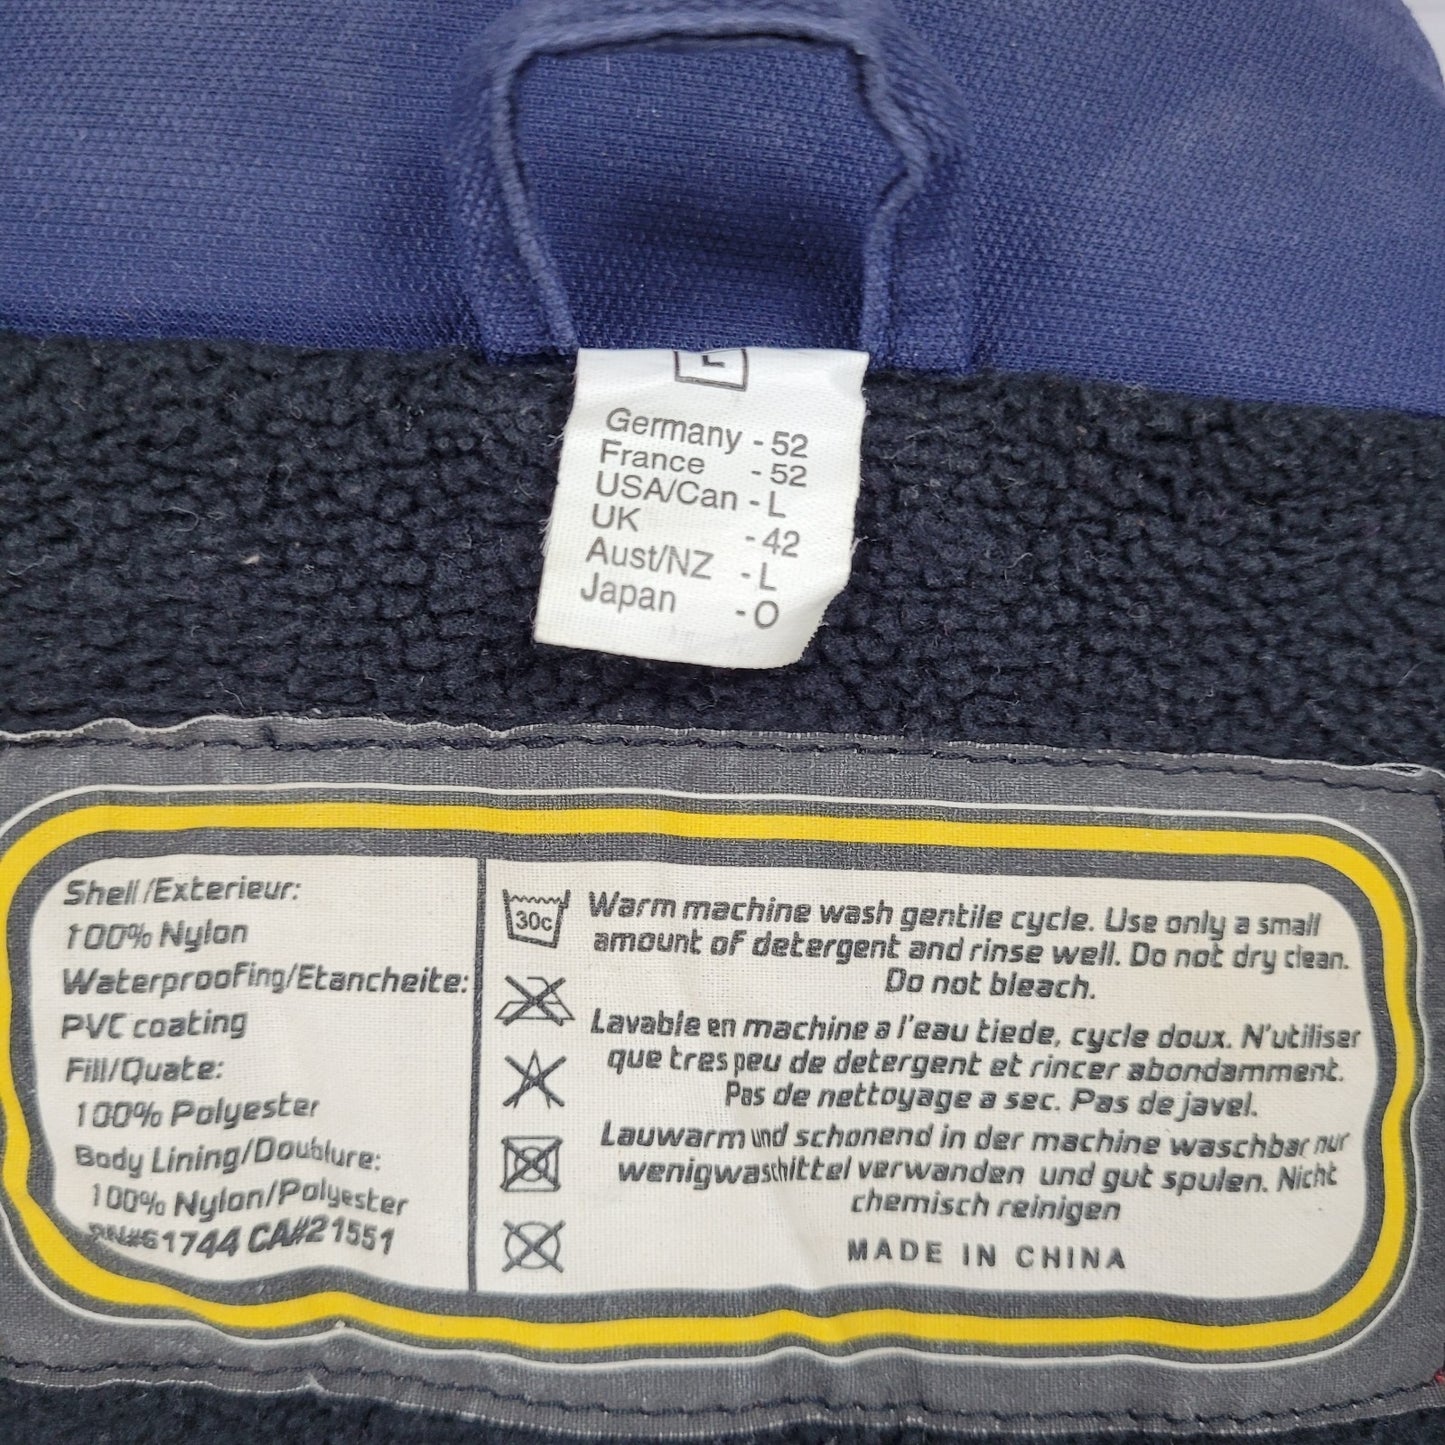 L
Germany - 52
France - 52
USA/Can - L
UK - 42
Aust/NZ - L
Japan - O
Shell/Exterieur:
100% Nylon
Waterproofing/Etancheite:
PVC coating
Fill/Quate:
100% Polyester
Body Lining/Doublure:
100% Nylon/Polyester
RN#61744 CA#21551
30c
Warm machine wash gentile cycle. Use only a small
amount of detergent and rinse well. Do not dry clean.
Do not bleach.
Lavable en machine a l'eau tiede, cycle doux. N'utiliser
que tres peu de detergent et rincer abondamment.
Pas de nettoyage a sec. Pas de javel.
Lauwarm und schonend in der machine waschbar nur
wenigwaschittel verwanden und gut spulen. Nicht
chemisch reinigen
MADE IN CHINA